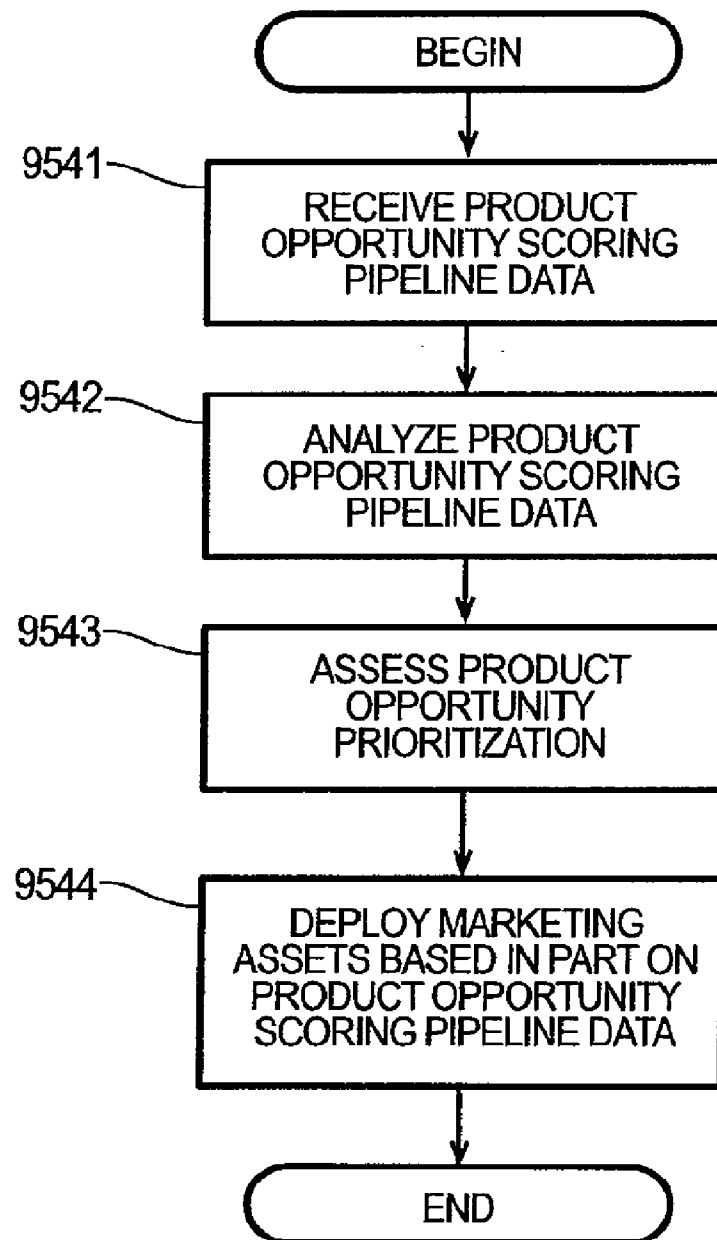 BEGIN
9541
RECEIVE PRODUCT
OPPORTUNITY SCORING
PIPELINE DATA
9542
ANALYZE PRODUCT
OPPORTUNITY SCORING
PIPELINE DATA
9543
ASSESS PRODUCT
OPPORTUNITY
PRIORITIZATION
9544
DEPLOY MARKETING
ASSETS BASED IN PART ON
PRODUCT OPPORTUNITY
SCORING PIPELINE DATA
END